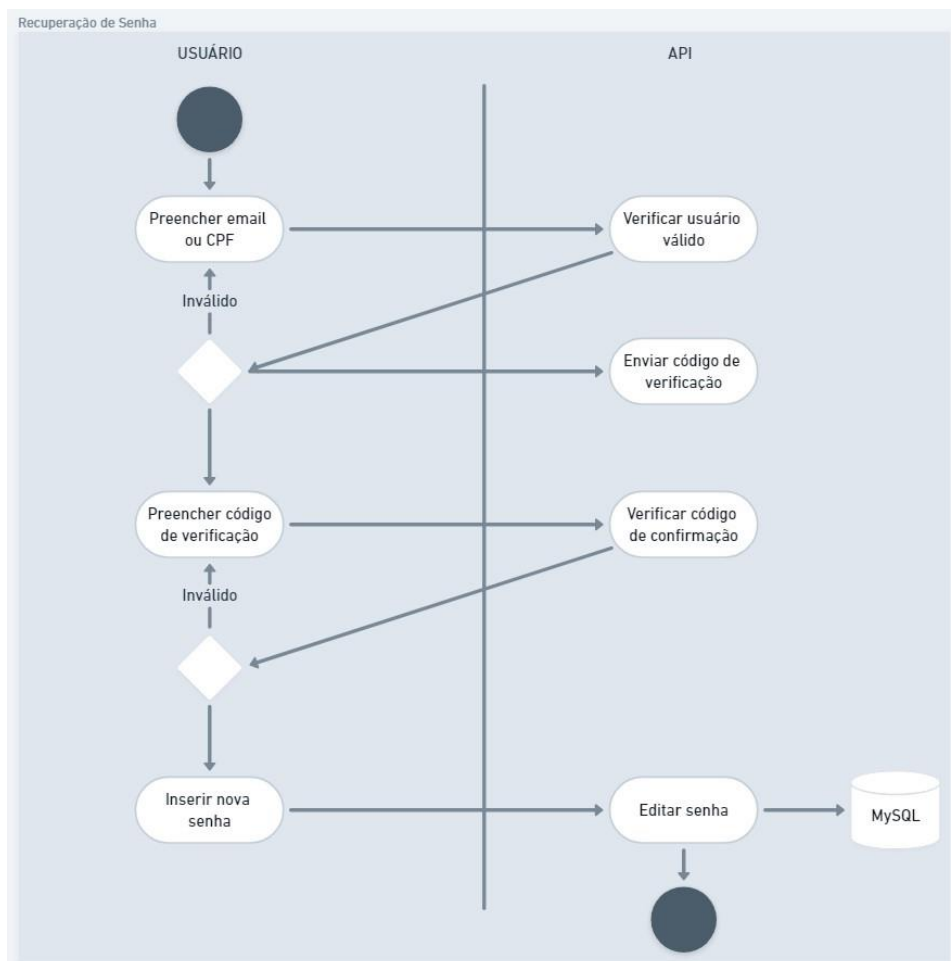 Recuperação de Senha
USUÁRIO
API
Preencher email
ou CPF
Verificar usuário
válido
Inválido
Enviar código de
verificação
Preencher código
de verificação
Verificar código
de confirmação
Inválido
Inserir nova
senha
Editar senha
MySQL